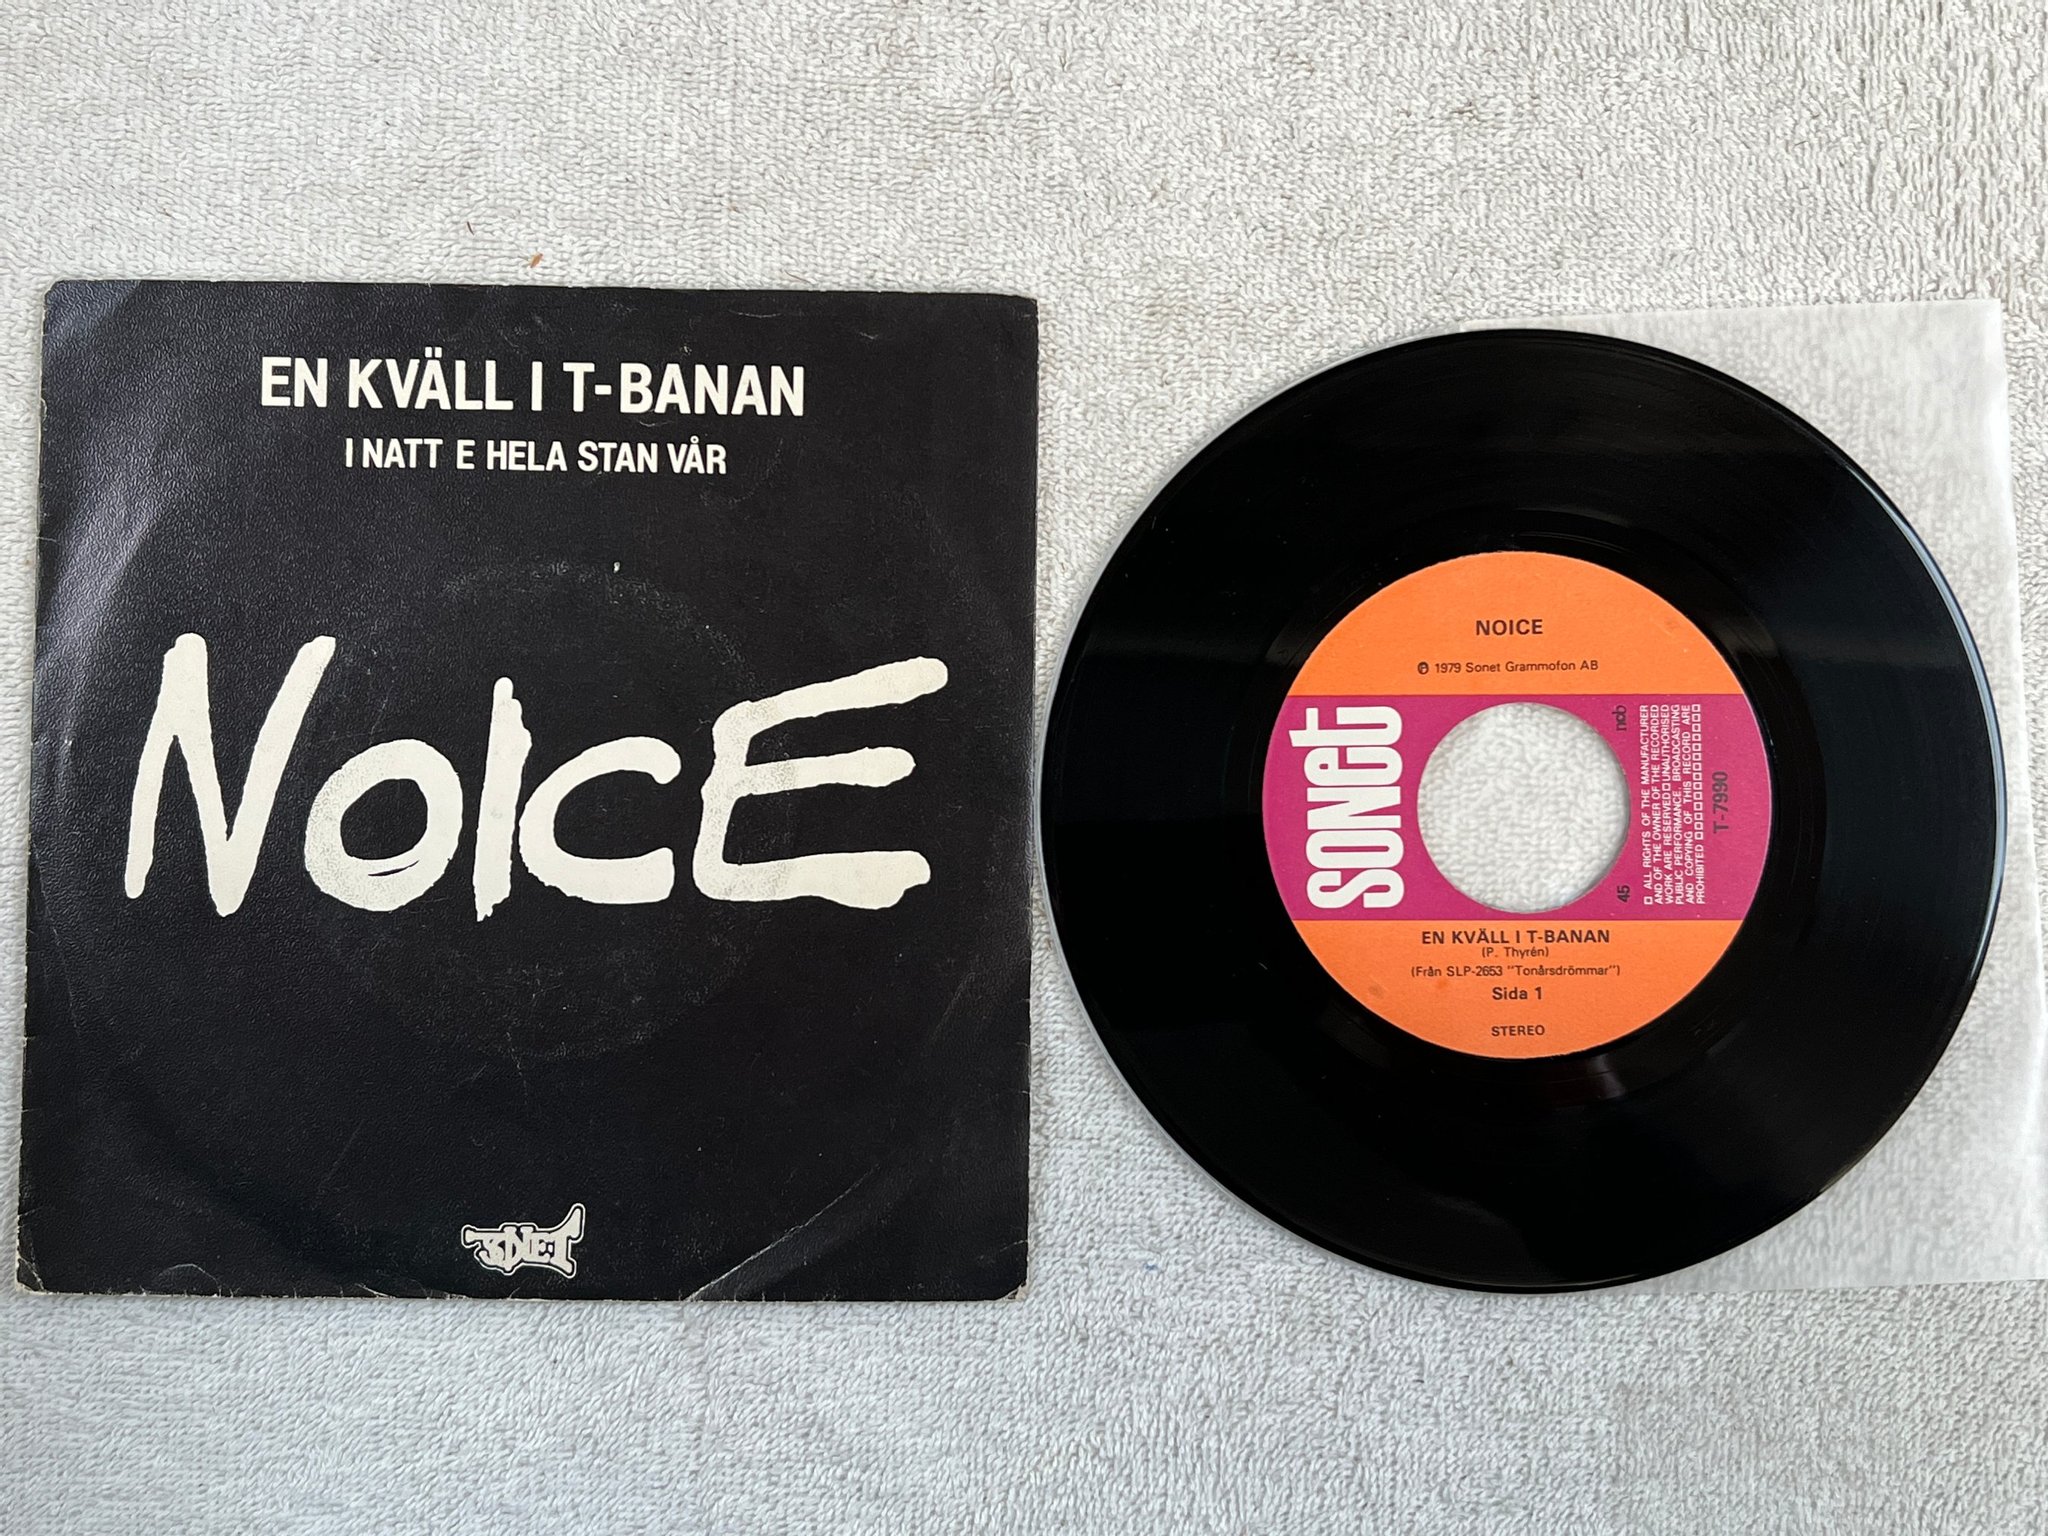 EN KVÄLL I T-BANAN
I NATT E HELA STAN VÅR
NOICE
SONET
NOICE
℗ 1979 Sonet Grammofon AB
sonet
ncb
45
□ ALL RIGHTS OF THE MANUFACTURER
AND OF THE OWNER OF THE RECORDED
WORK ARE RESERVED □ UNAUTHORISED
PUBLIC PERFORMANCE, BROADCASTING
AND COPYING OF THIS RECORD ARE
PROHIBITED □□□□□□□□□□□□□
T-7990
EN KVÄLL I T-BANAN
(P. Thyrén)
(Från SLP-2653 "Tonårsdrömmar")
Sida 1
STEREO